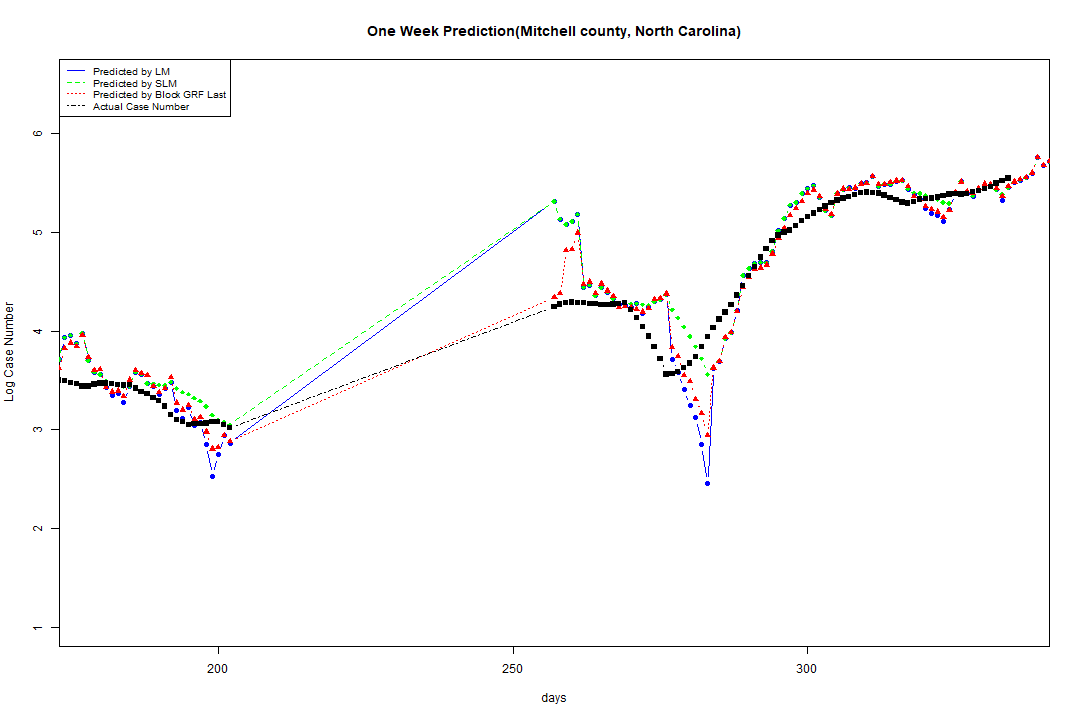 One Week Prediction(Mitchell county, North Carolina)
Predicted by LM
Predicted by SLM
Predicted by Block GRF Last
Actual Case Number
Log Case Number
6
5
4
3
2
1
200 250 300
days